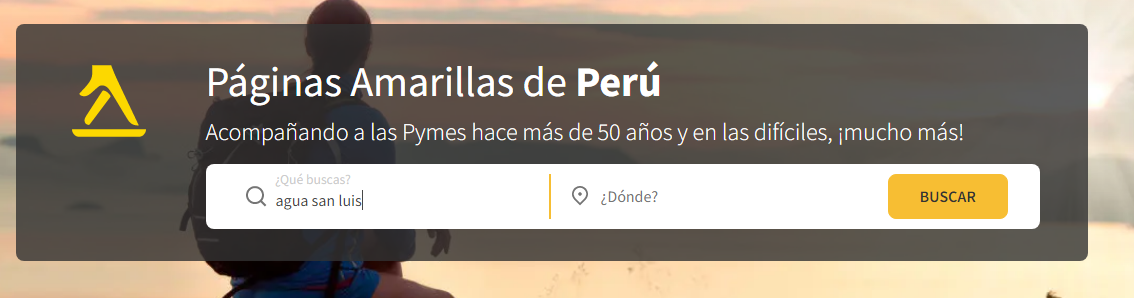 Páginas Amarillas de Perú
Acompañando a las Pymes hace más de 50 años y en las difíciles, ¡mucho más!
¿Qué buscas?
agua san luis
¿Dónde?
BUSCAR